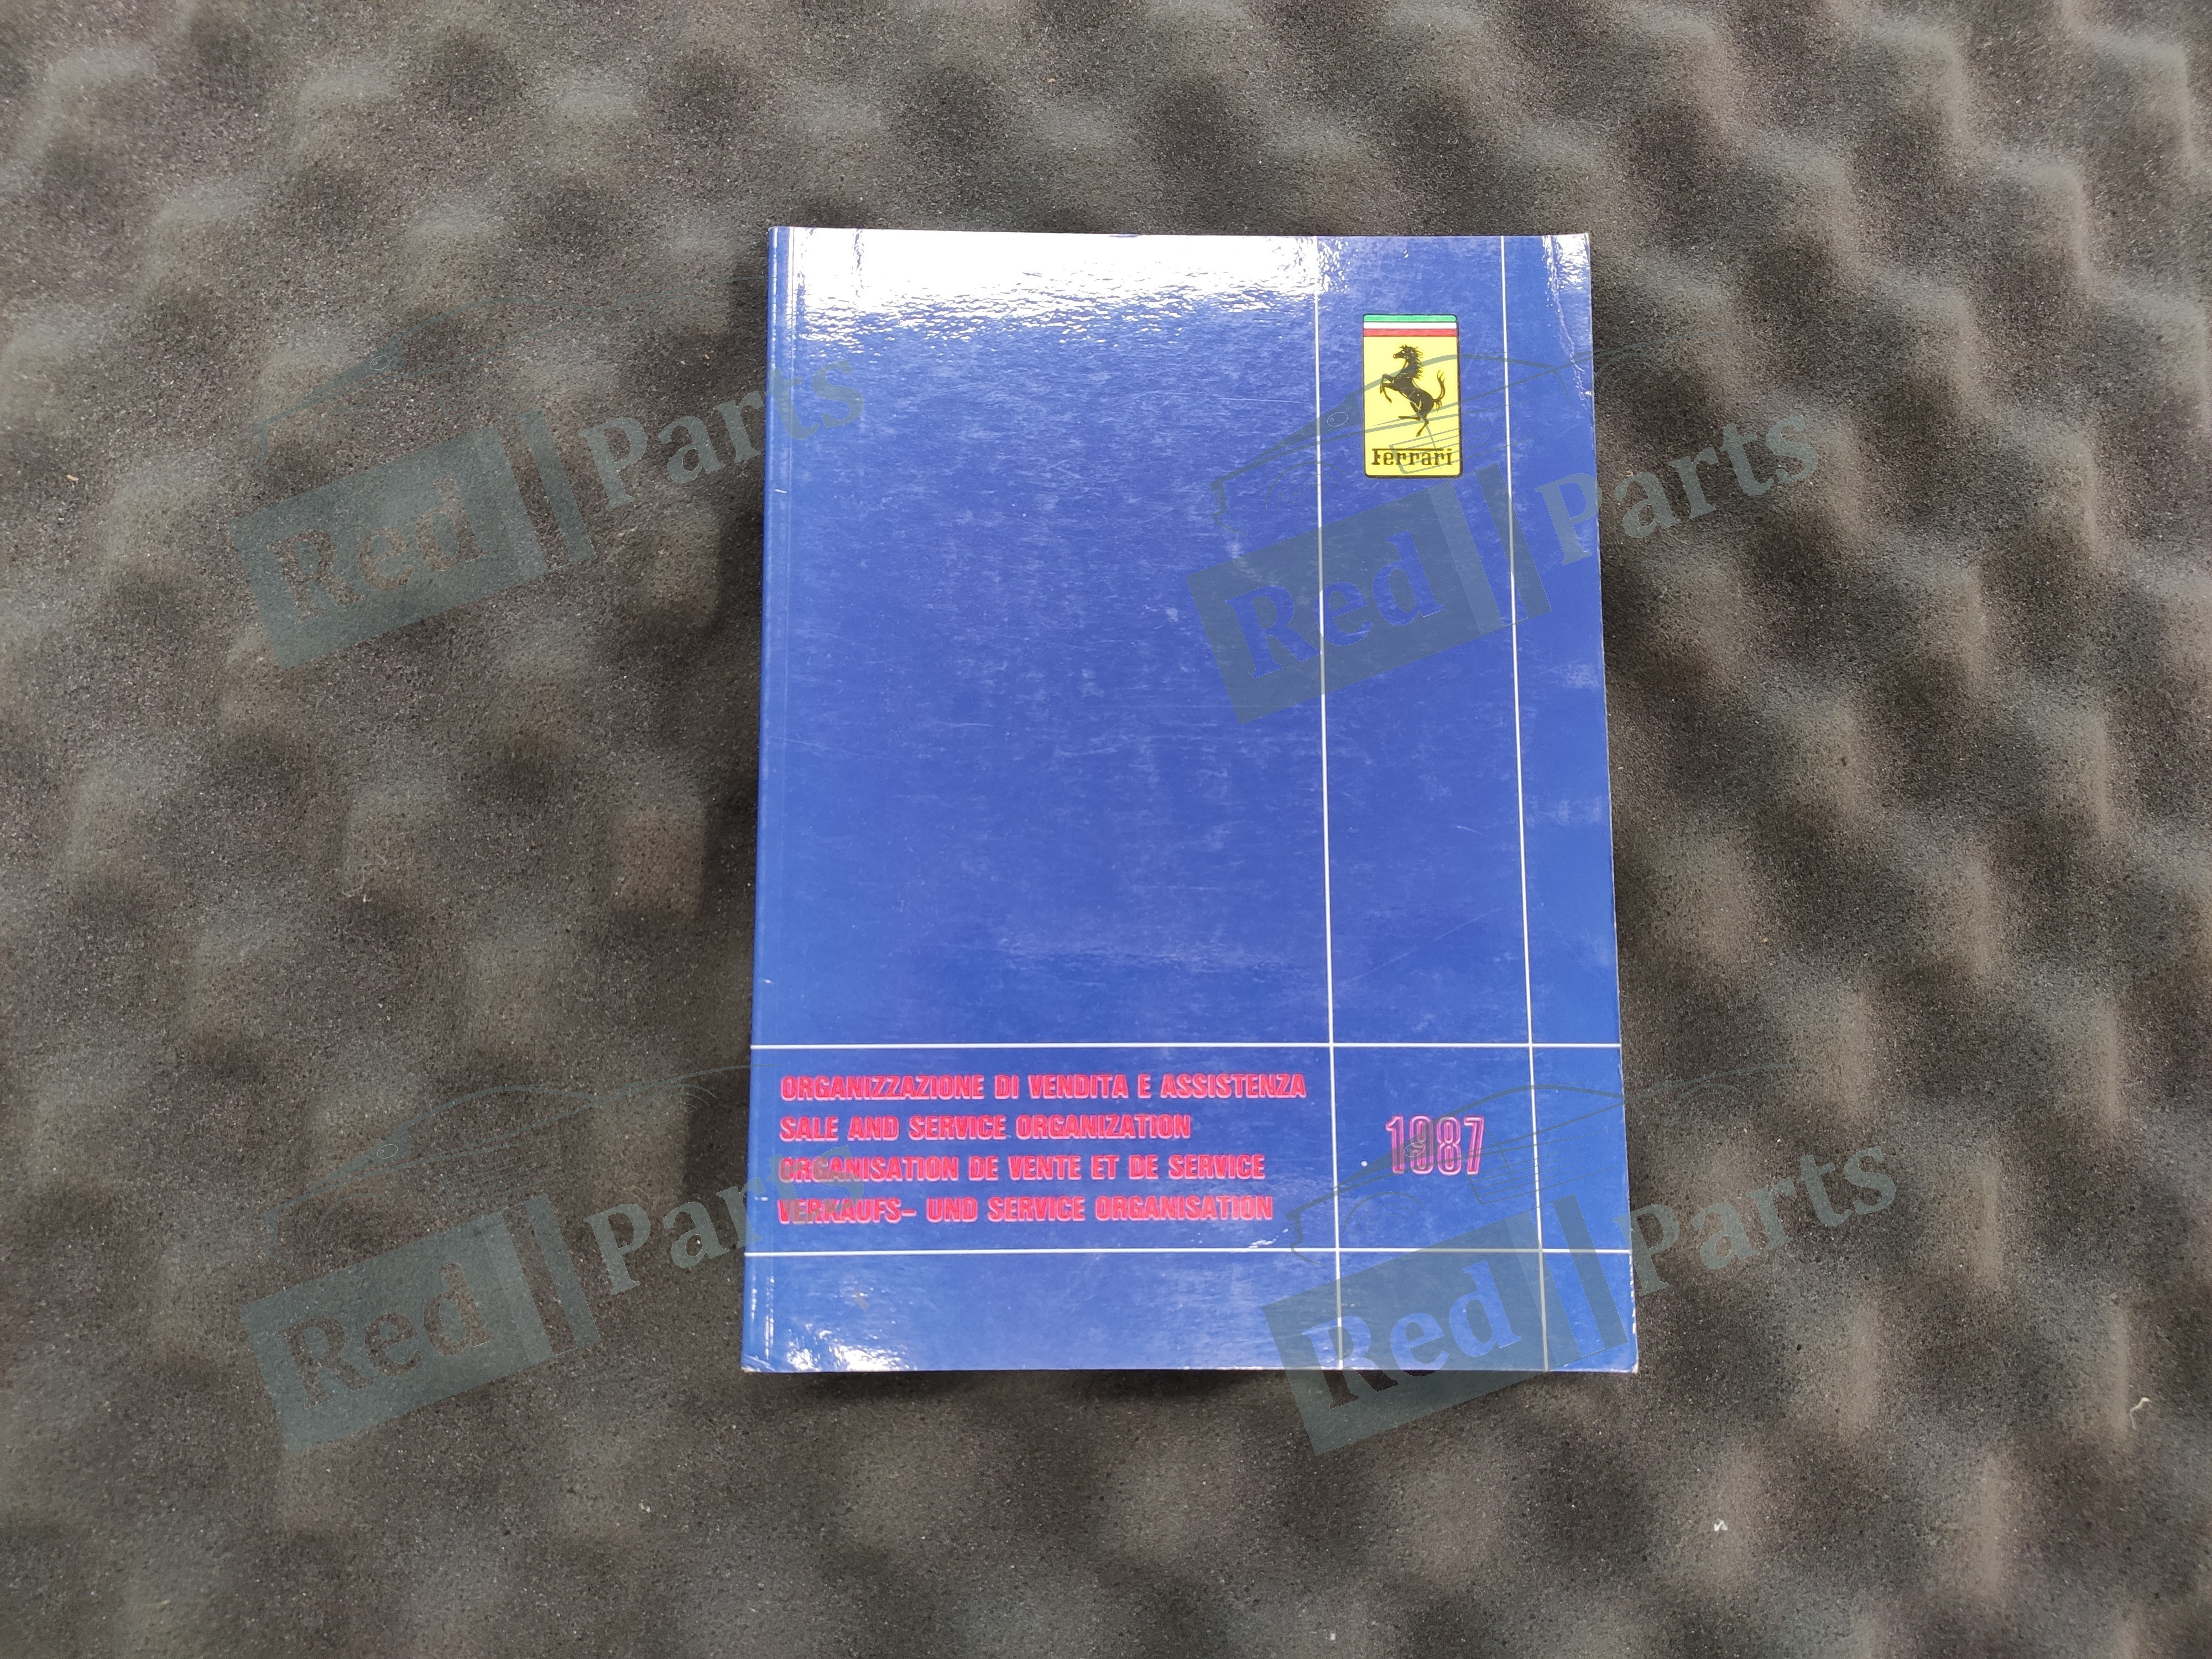 Ferrari
ORGANIZZAZIONE DI VENDITA E ASSISTENZA
SALE AND SERVICE ORGANIZATION
ORGANISATION DE VENTE ET DE SERVICE
VERKAUFS- UND SERVICE ORGANISATION
1987
Red Parts
Red Parts
Red Parts
Red Parts